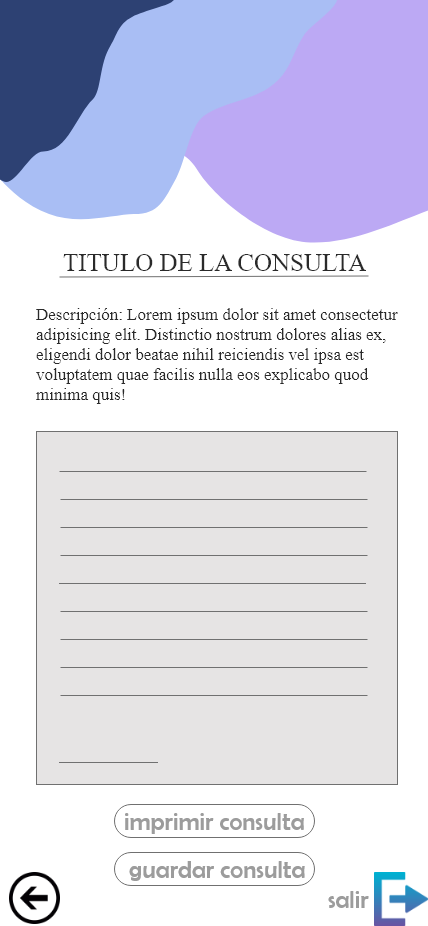 TITULO DE LA CONSULTA
Descripción: Lorem ipsum dolor sit amet consectetur
adipisicing elit. Distinctio nostrum dolores alias ex,
eligendi dolor beatae nihil reiciendis vel ipsa est
voluptatem quae facilis nulla eos explicabo quod
minima quis!
imprimir consulta
guardar consulta
salir